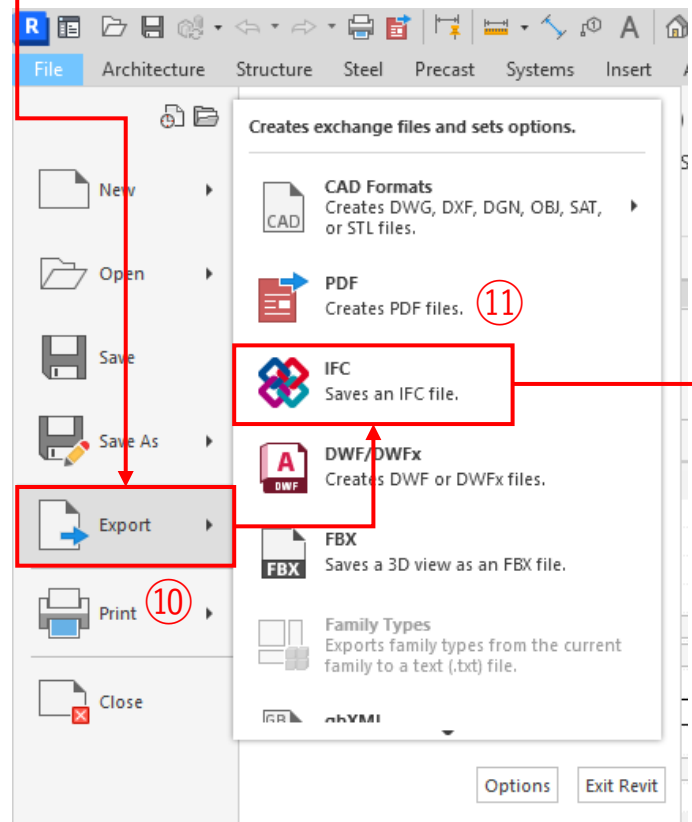 R
A
File Architecture Structure Steel Precast Systems Insert
Creates exchange files and sets options.
New
Open
Save
Save As
Export
⑩
Print
Close
CAD
CAD Formats
Creates DWG, DXF, DGN, OBJ, SAT,
or STL files.
PDF
Creates PDF files.
⑪
IFC
Saves an IFC file.
A
DWF
DWF/DWFx
Creates DWF or DWFx files.
FBX
FBX
Saves a 3D view as an FBX file.
Family Types
Exports family types from the current
family to a text (.txt) file.
gbXML
Options
Exit Revit